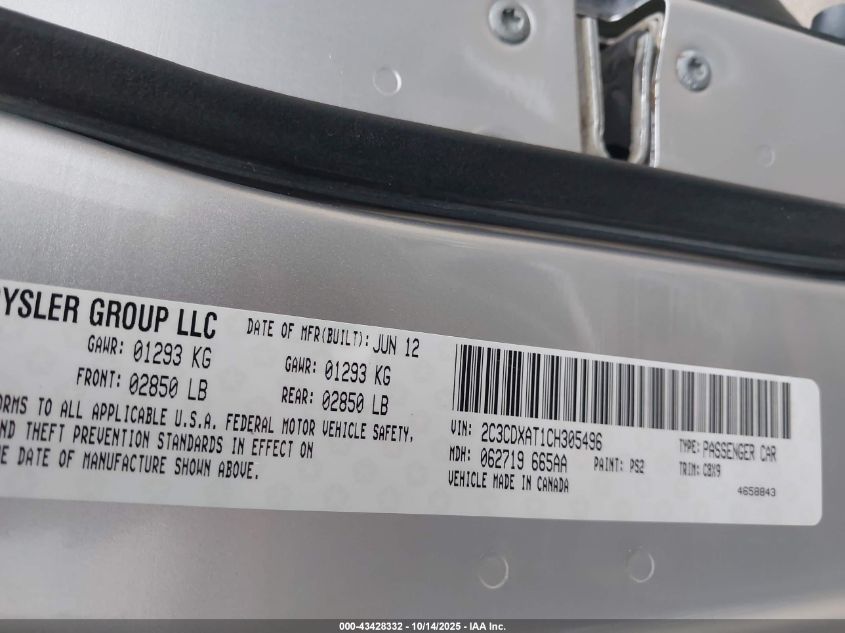 YSLER GROUP LLC
DATE OF MFR(BUILT): JUN 12
GAWR: 01293 KG
GAWR: 01293 KG
FRONT: 02850 LB
REAR: 02850 LB
ORMS TO ALL APPLICABLE U.S.A. FEDERAL MOTOR VEHICLE SAFETY,
ND THEFT PREVENTION STANDARDS IN EFFECT ON
E DATE OF MANUFACTURE SHOWN ABOVE.
VIN: 2C3CDXAT1CH305496
TYPE: PASSENGER CAR
MDH: 062719 665AA
PAINT: PS2
TRIM: C8X9
VEHICLE MADE IN CANADA
4658843
000-43428332 - 10/14/2025 - IAA Inc.